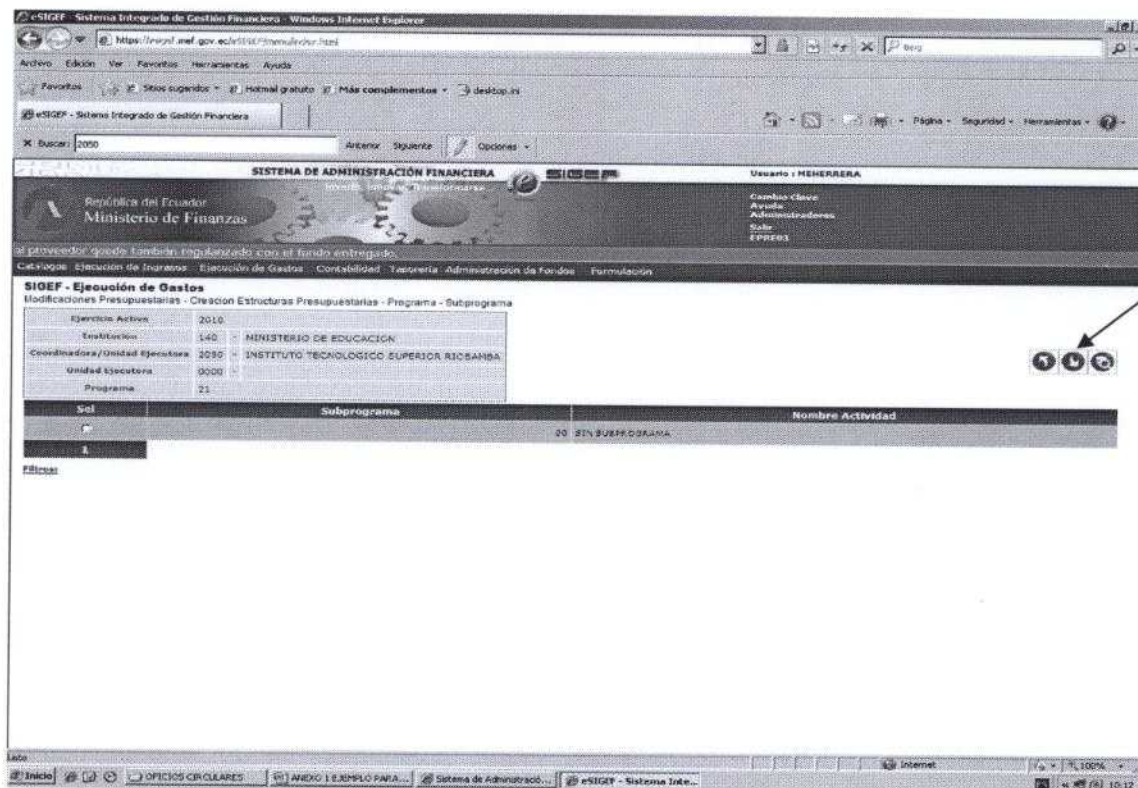 eSIGEF - Sistema Integrado de Gestión Financiera - Windows Internet Explorer
Archivo Edición Ver Favoritos Herramientas Ayuda
Favoritos Sitios sugeridos Hotmail gratuito Más complementos desktop.ini
eSIGEF - Sistema Integrado de Gestión Financiera
Página Seguridad Herramientas
X Buscar: 2050 Anterior Siguiente Opciones
SISTEMA DE ADMINISTRACIÓN FINANCIERA eSIGEF Usuario : MEHERRERA
República del Ecuador
Ministerio de Finanzas
Cambio Clave
Ayuda
Administradores
Salir
EPRE03
al proveedor quede también regularizado con el fondo entregado.
Catálogos Ejecución de Ingresos Ejecución de Gastos Contabilidad Tesorería Administración de Fondos Formulación
SIGEF - Ejecución de Gastos
Modificaciones Presupuestarias - Creacion Estructuras Presupuestarias - Programa - Subprograma
Ejercicio Activo 2010
Institución 140 - MINISTERIO DE EDUCACION
Coordinadora/Unidad Ejecutora 2050 - INSTITUTO TECNOLOGICO SUPERIOR RIOBAMBA
Unidad Ejecutora 0000 -
Programa 21
Sel Subprograma Nombre Actividad
00 SIN SUBPROGRAMA
1
Filtrar
Listo Internet 100%
Inicio OFICIOS CIRCULARES ANEXO 1 EJEMPLO PARA... Sistema de Administració... eSIGEF - Sistema Inte... 10:12